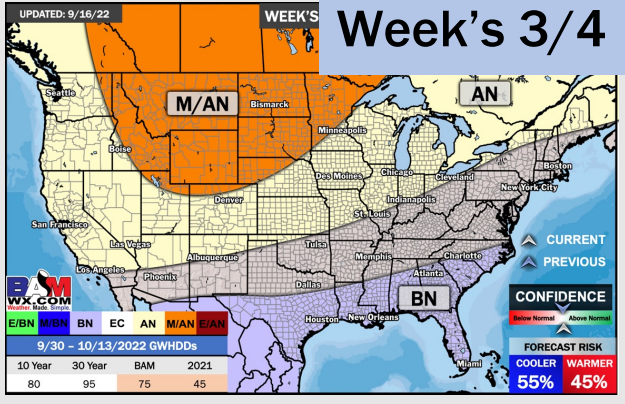 UPDATED: 9/16/22
WEEK'S
Week's 3/4
AN
M/AN
Seattle
Bismarck
Minneapolis
Boise
Des Moines
Chicago
Cleveland
Boston
New York City
Denver
Indianapolis
St. Louis
San Francisco
Las Vegas
Tulsa
Albuquerque
Memphis
Charlotte
Los Angeles
Phoenix
Dallas
Atlanta
BN
Houston
New Orleans
Miami
CURRENT
PREVIOUS
BAM
WX.COM
Weather. Made. Simple.
E/BN M/BN BN EC AN M/AN E/AN
9/30 – 10/13/2022 GWHDDs
10 Year 30 Year BAM 2021
80 95 75 45
CONFIDENCE
Below Normal Above Normal
FORECAST RISK
COOLER WARMER
55% 45%